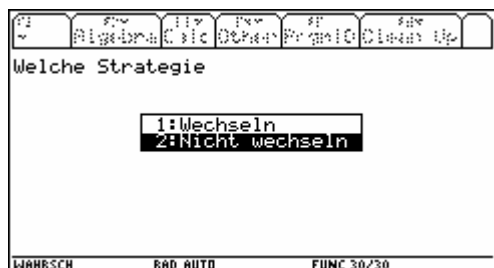 Algebra Calc Other PrgmIO Clean Up
Welche Strategie
1:Wechseln
2:Nicht wechseln
WAHRSCH RAD AUTO FUNC 30/30